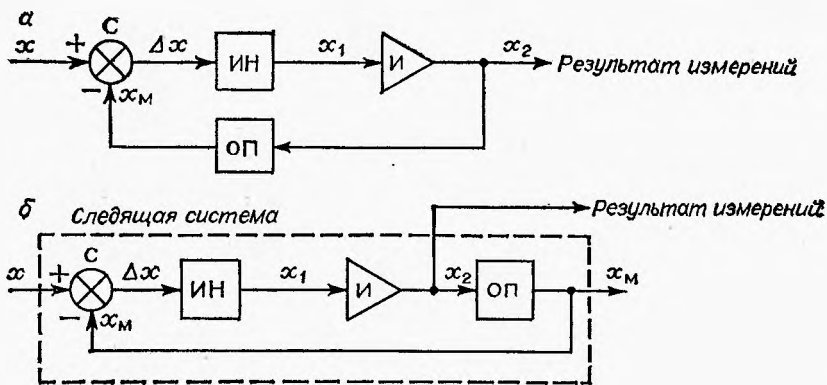 а
C
x + Δx ИН x₁ И x₂ Результат измерений
− xм
ОП
б Следящая система Результат измерений
C
x + Δx ИН x₁ И x₂ ОП xм
− xм